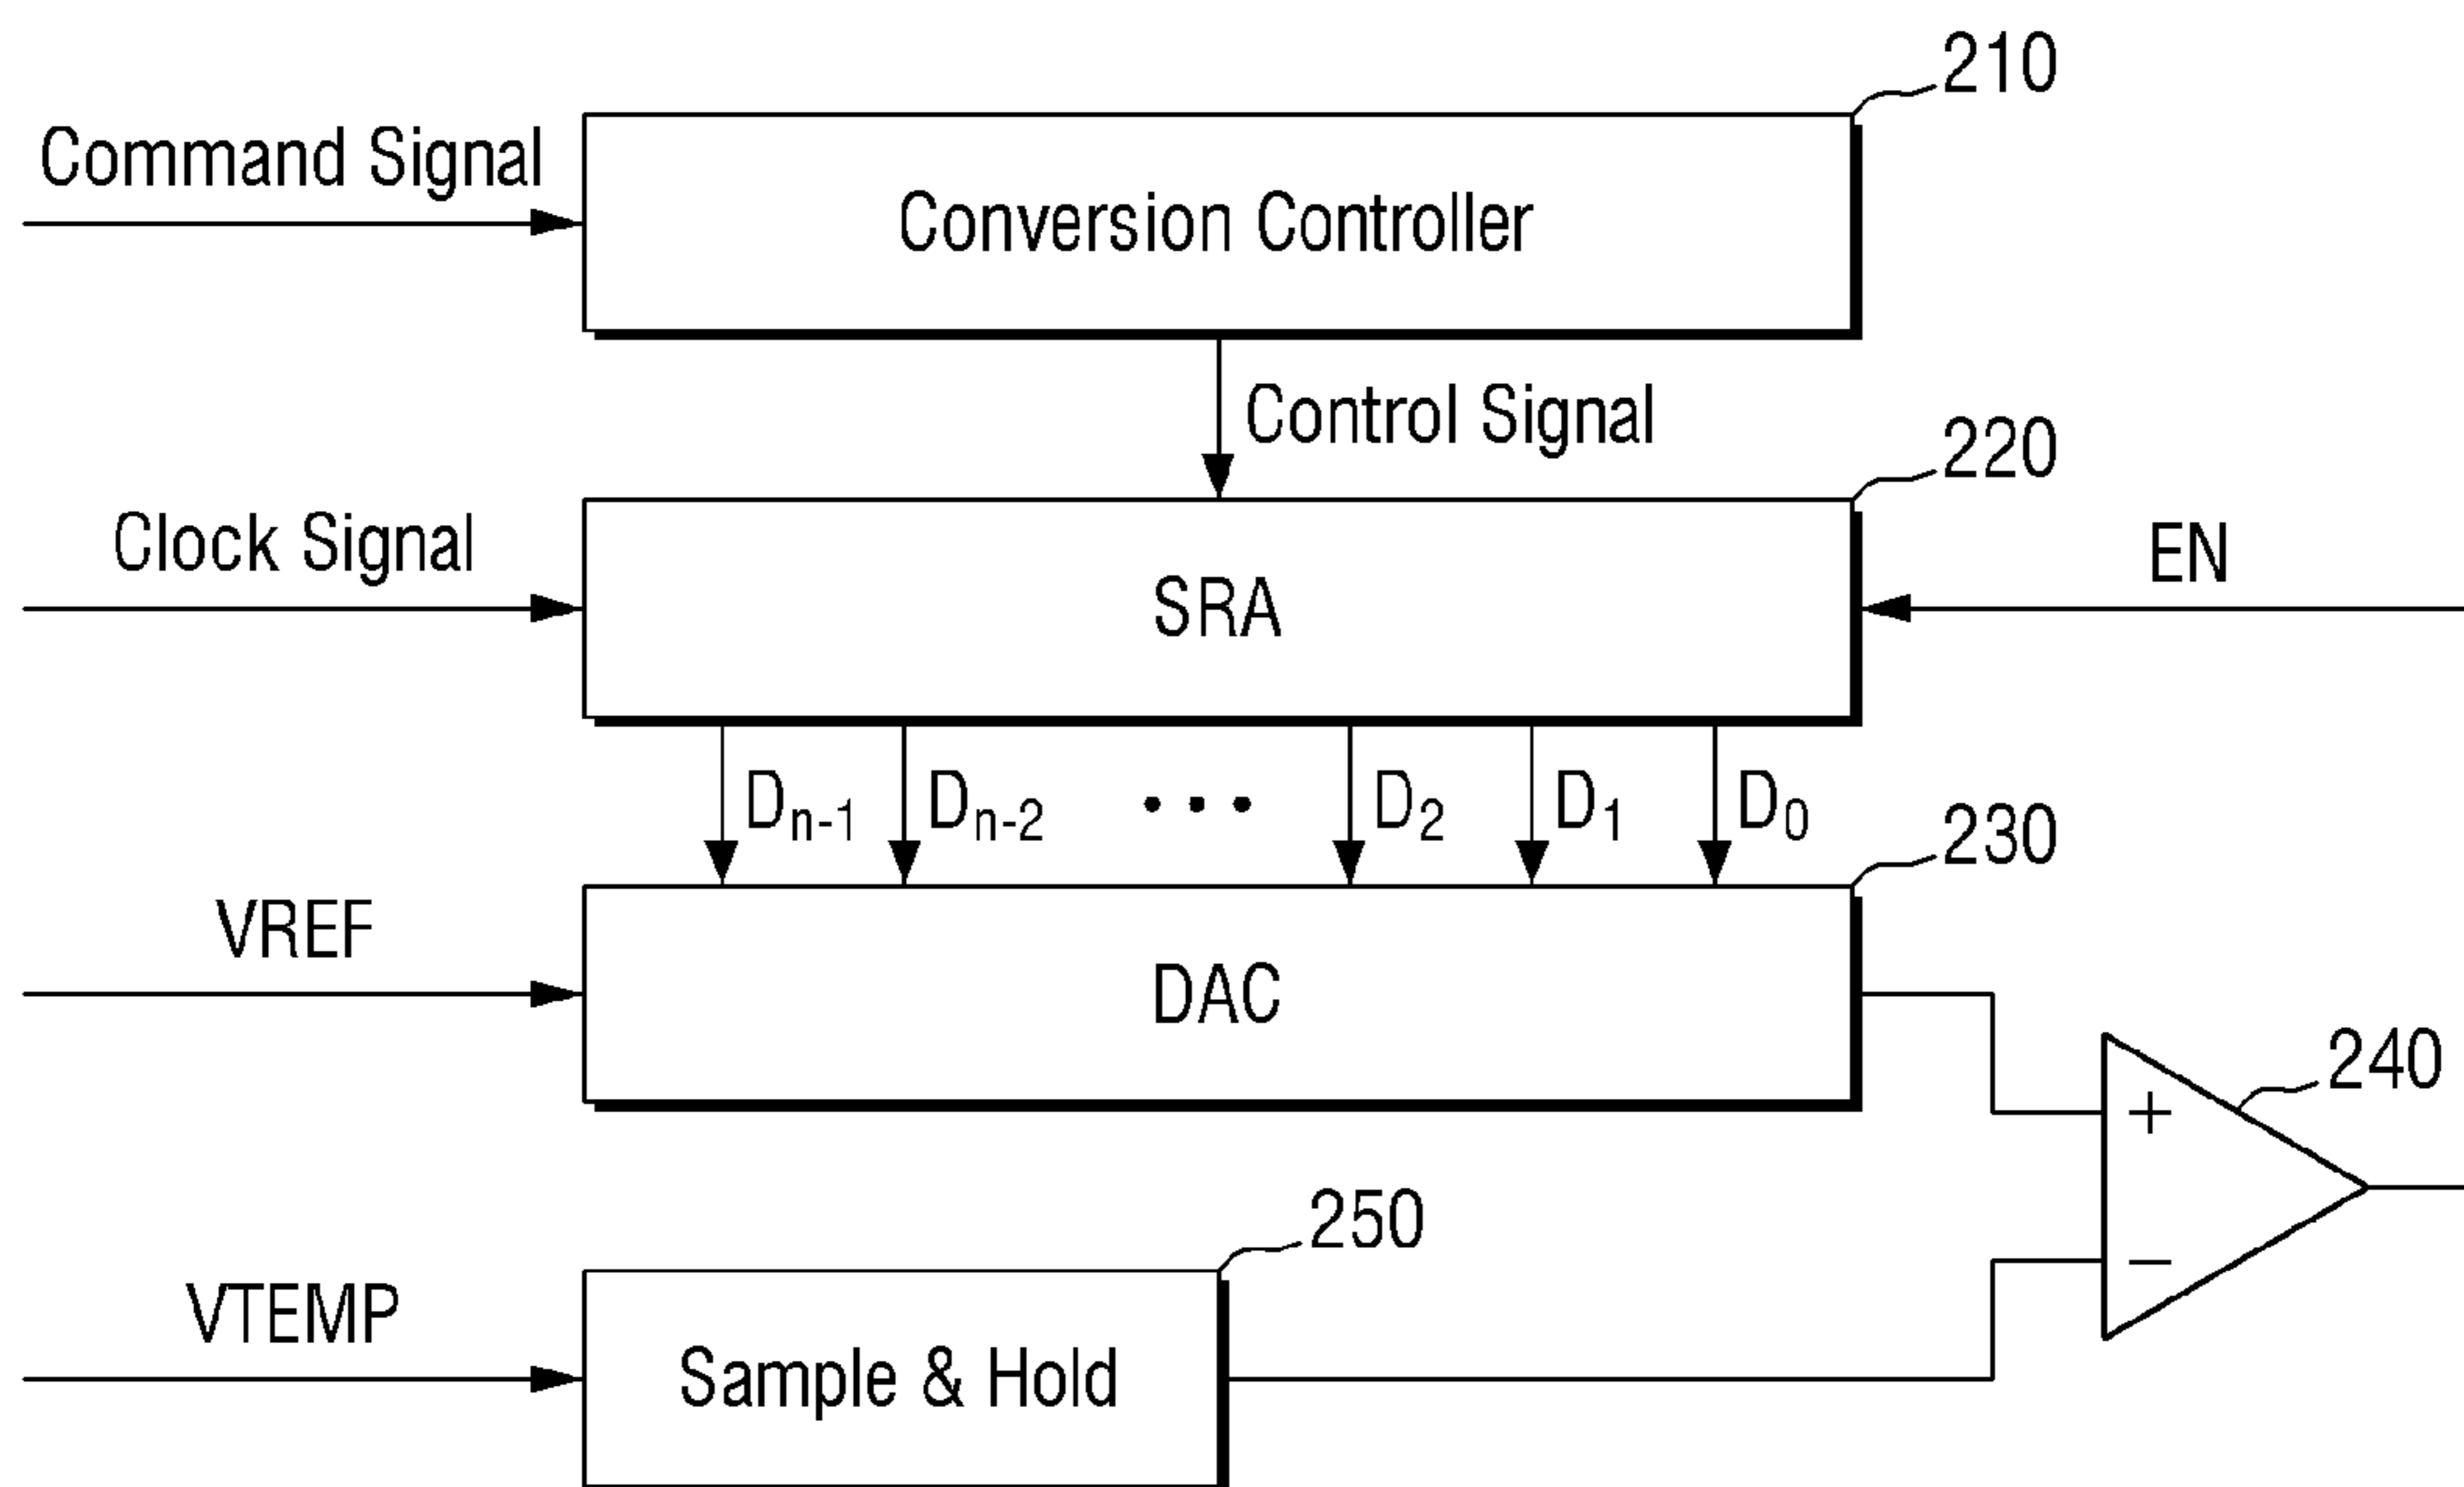 210
Command Signal
Conversion Controller
Control Signal
220
Clock Signal
SRA
EN
Dn-1 Dn-2 ••• D2 D1 D0
230
VREF
DAC
240
+
−
250
VTEMP
Sample & Hold